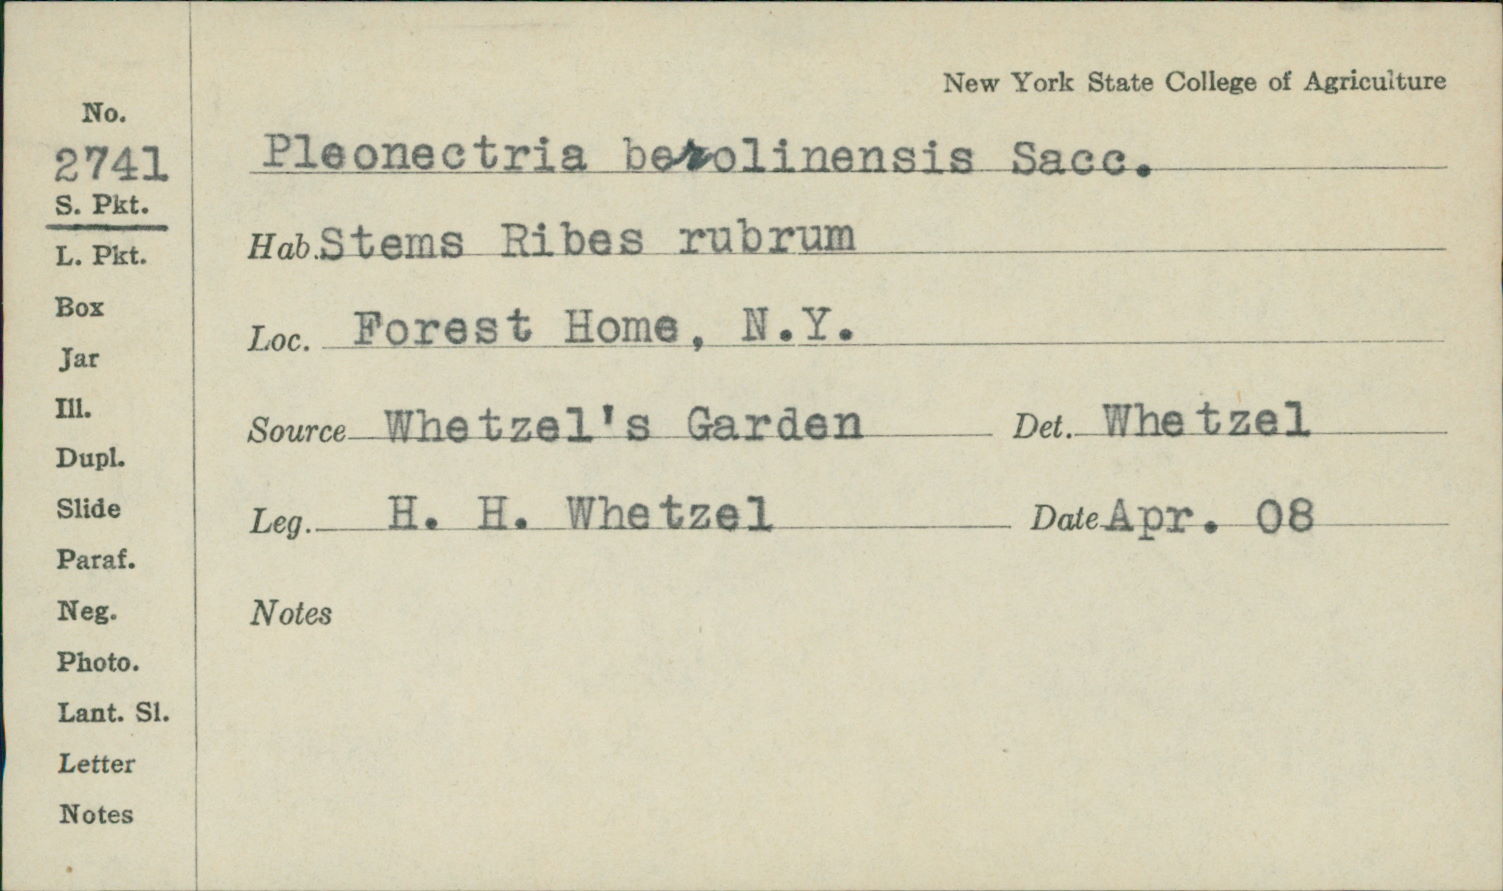 New York State College of Agriculture
No.
2741
S. Pkt.
L. Pkt.
Box
Jar
Ill.
Dupl.
Slide
Paraf.
Neg.
Photo.
Lant. Sl.
Letter
Notes
Pleonectria berolinensis Sacc.
Hab. Stems Ribes rubrum
Loc. Forest Home, N.Y.
Source Whetzel's Garden Det. Whetzel
Leg. H. H. Whetzel Date Apr. 08
Notes